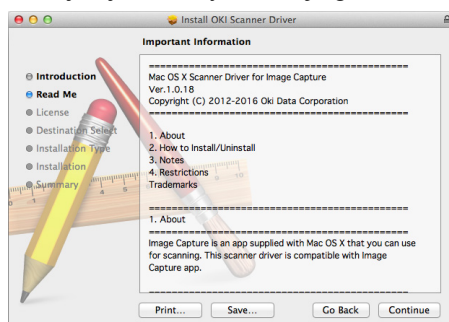 Install OKI Scanner Driver
Important Information
Introduction
Read Me
License
Destination Select
Installation Type
Installation
Summary
==================================================
Mac OS X Scanner Driver for Image Capture
Ver.1.0.18
Copyright (C) 2012-2016 Oki Data Corporation
==================================================
1. About
2. How to Install/Uninstall
3. Notes
4. Restrictions
Trademarks
==================================================
1. About
==================================================
Image Capture is an app supplied with Mac OS X that you can use
for scanning. This scanner driver is compatible with Image
Capture app.
==================================================
Print...
Save...
Go Back
Continue